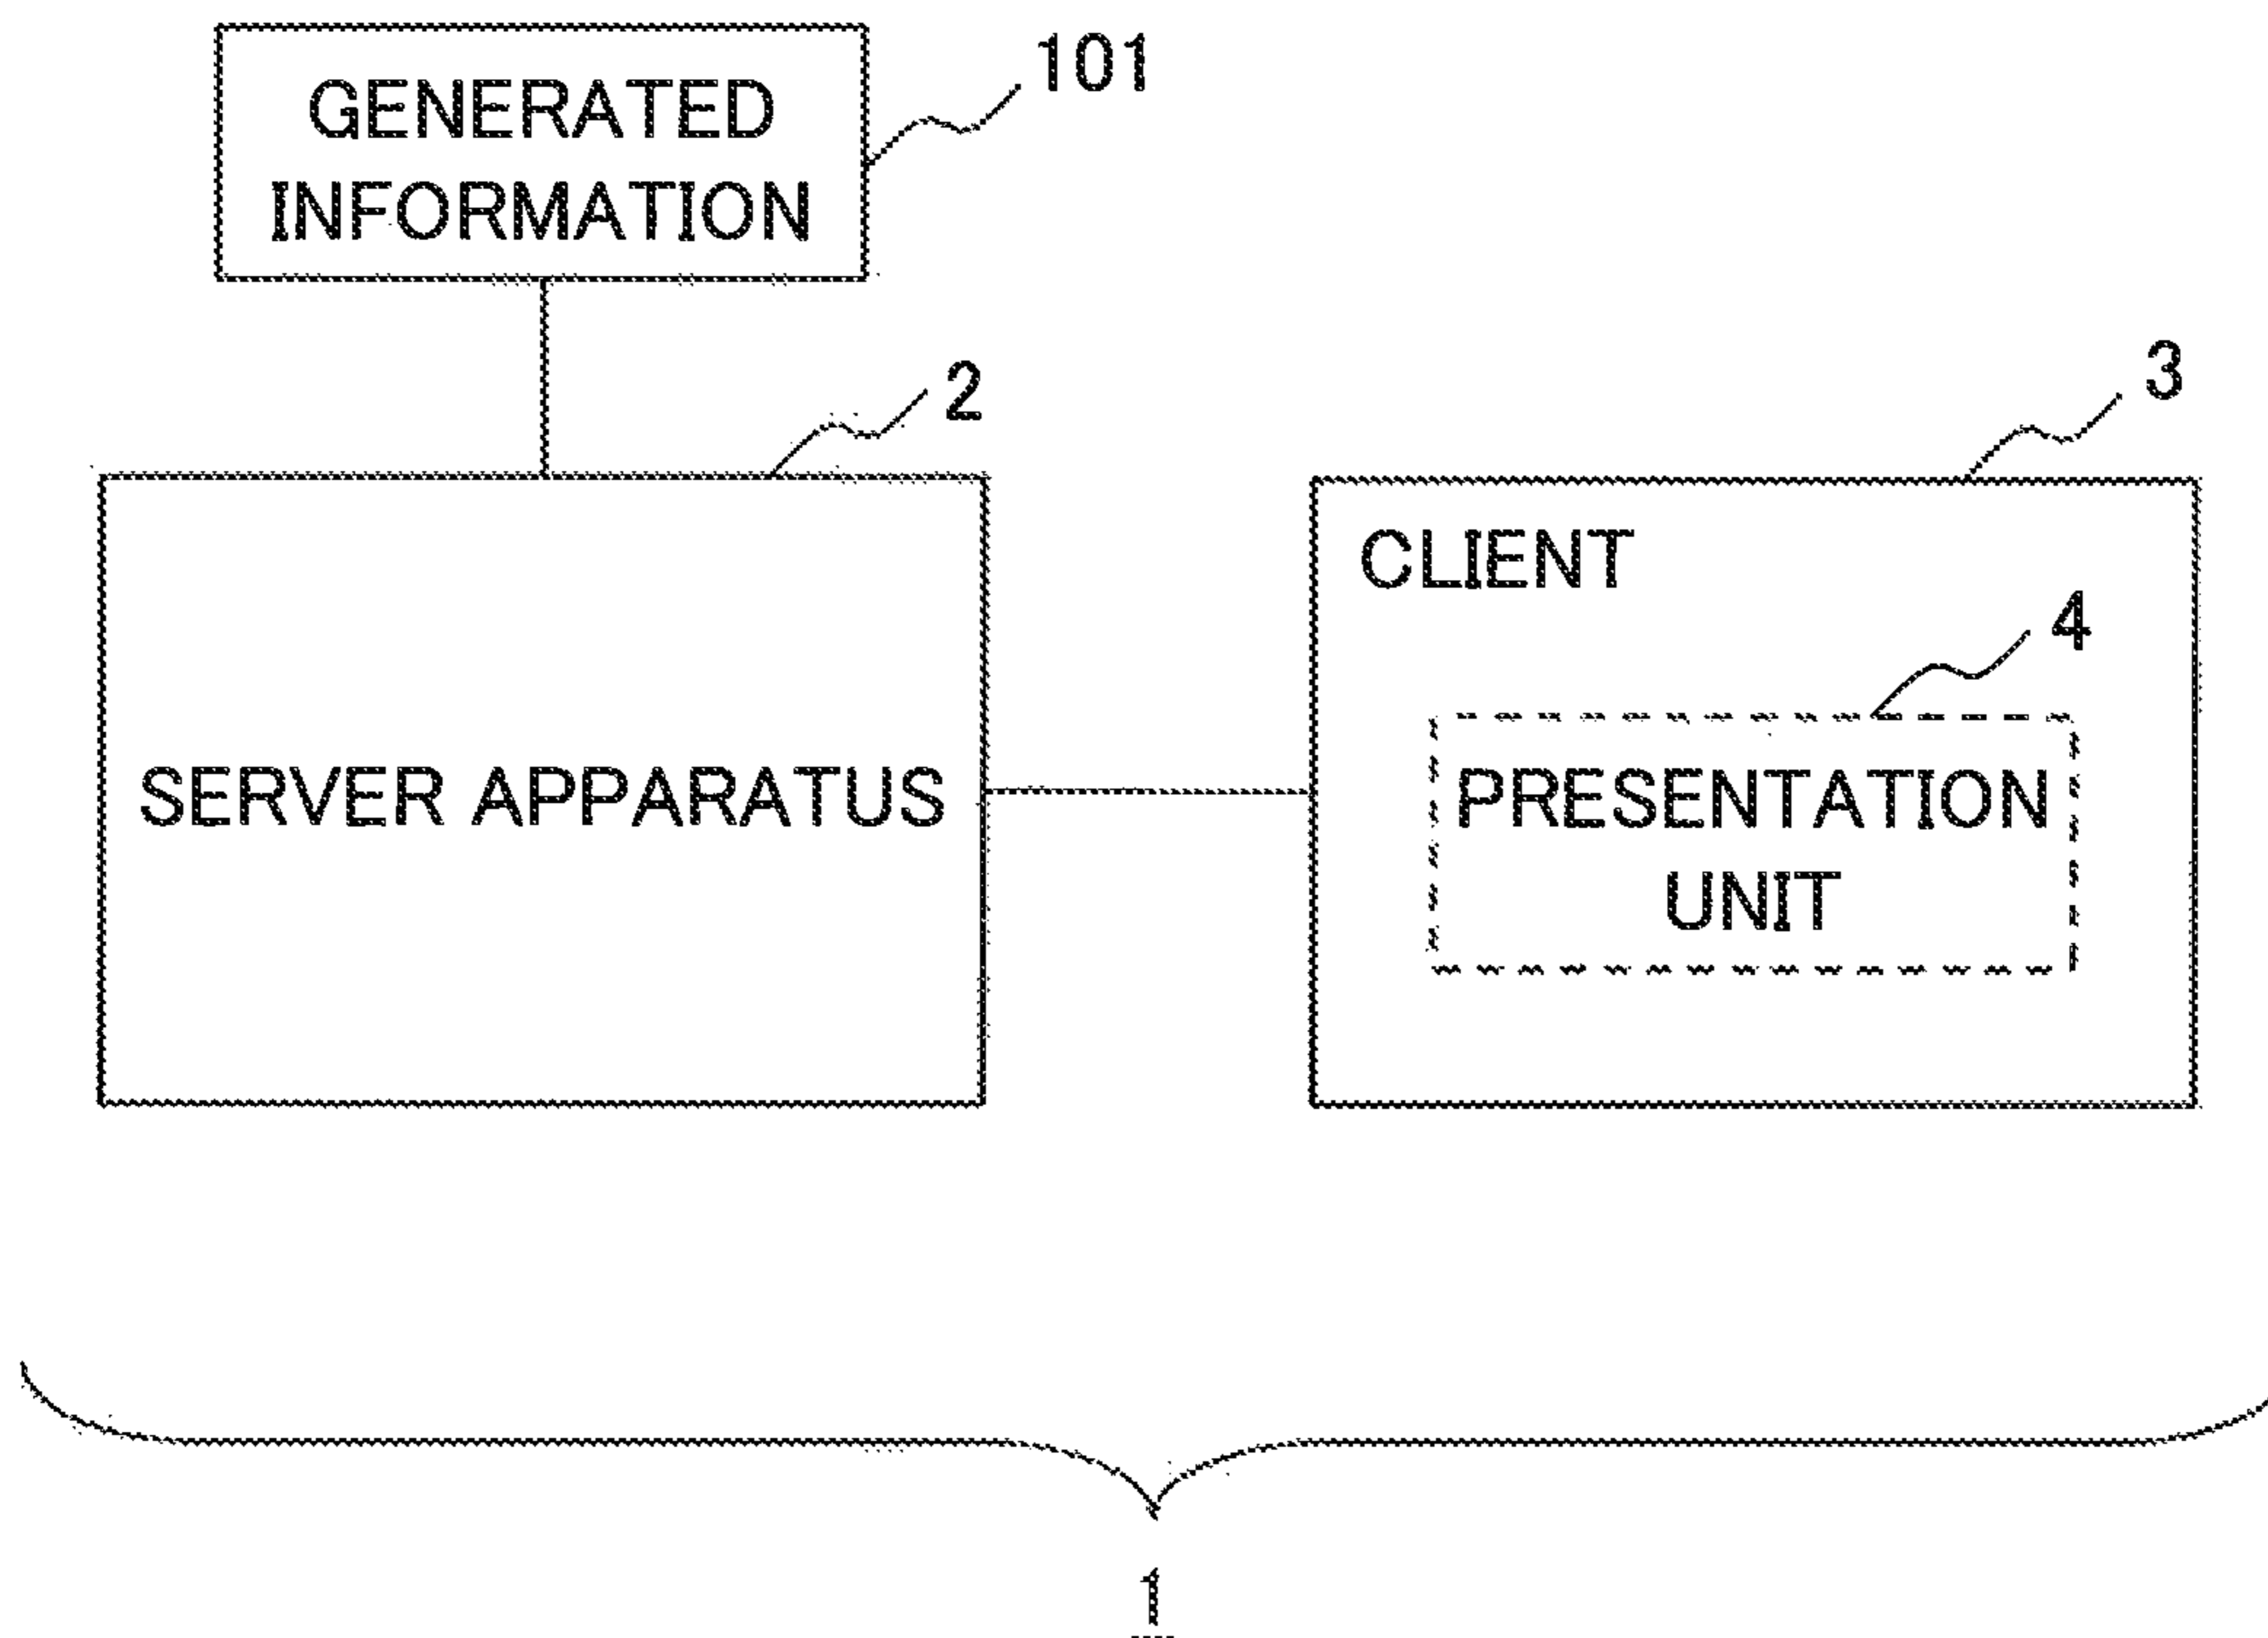 GENERATED
INFORMATION
101
2
3
SERVER APPARATUS
CLIENT
4
PRESENTATION
UNIT
1